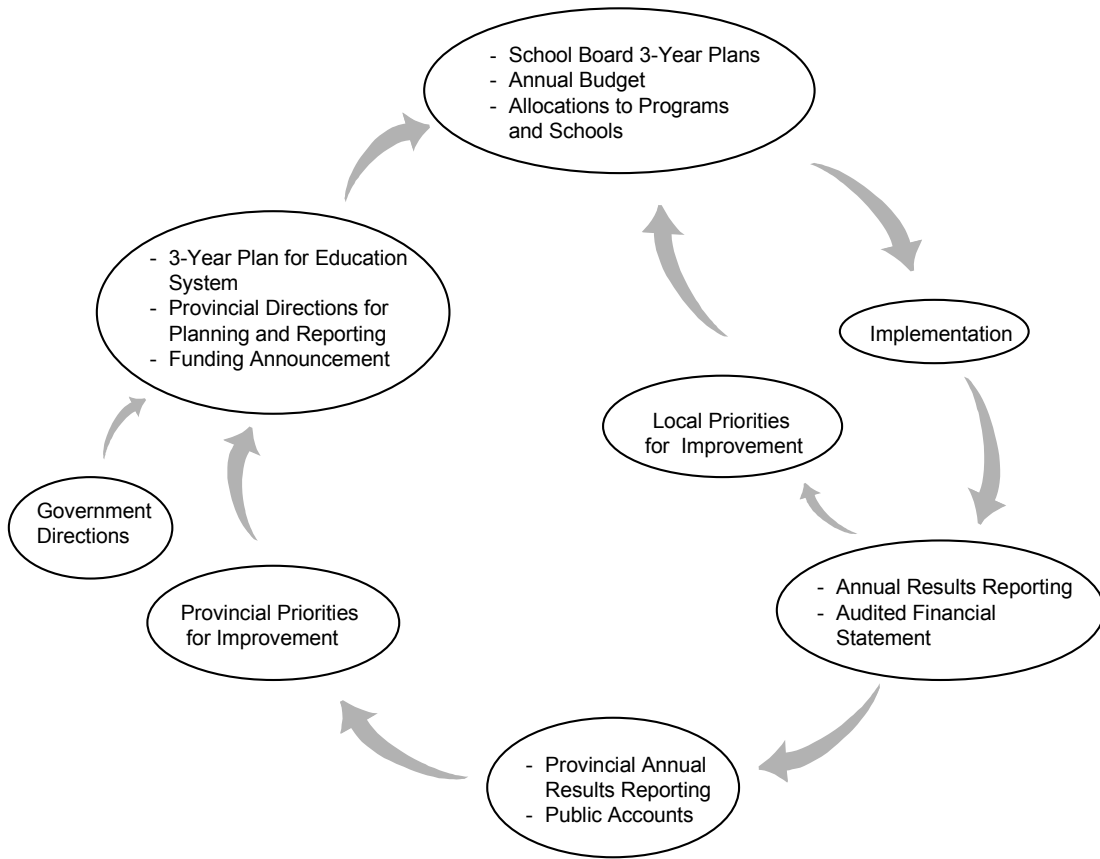 - School Board 3-Year Plans
- Annual Budget
- Allocations to Programs
and Schools
- 3-Year Plan for Education
System
- Provincial Directions for
Planning and Reporting
- Funding Announcement
Implementation
Local Priorities
for Improvement
Government
Directions
- Annual Results Reporting
- Audited Financial
Statement
Provincial Priorities
for Improvement
- Provincial Annual
Results Reporting
- Public Accounts